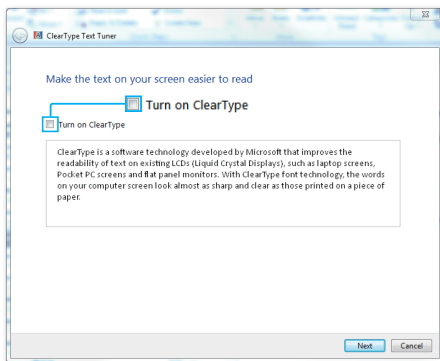 ClearType Text Tuner
Make the text on your screen easier to read
Turn on ClearType
Turn on ClearType
ClearType is a software technology developed by Microsoft that improves the
readability of text on existing LCDs (Liquid Crystal Displays), such as laptop screens,
Pocket PC screens and flat panel monitors. With ClearType font technology, the words
on your computer screen look almost as sharp and clear as those printed on a piece of
paper.
Next Cancel